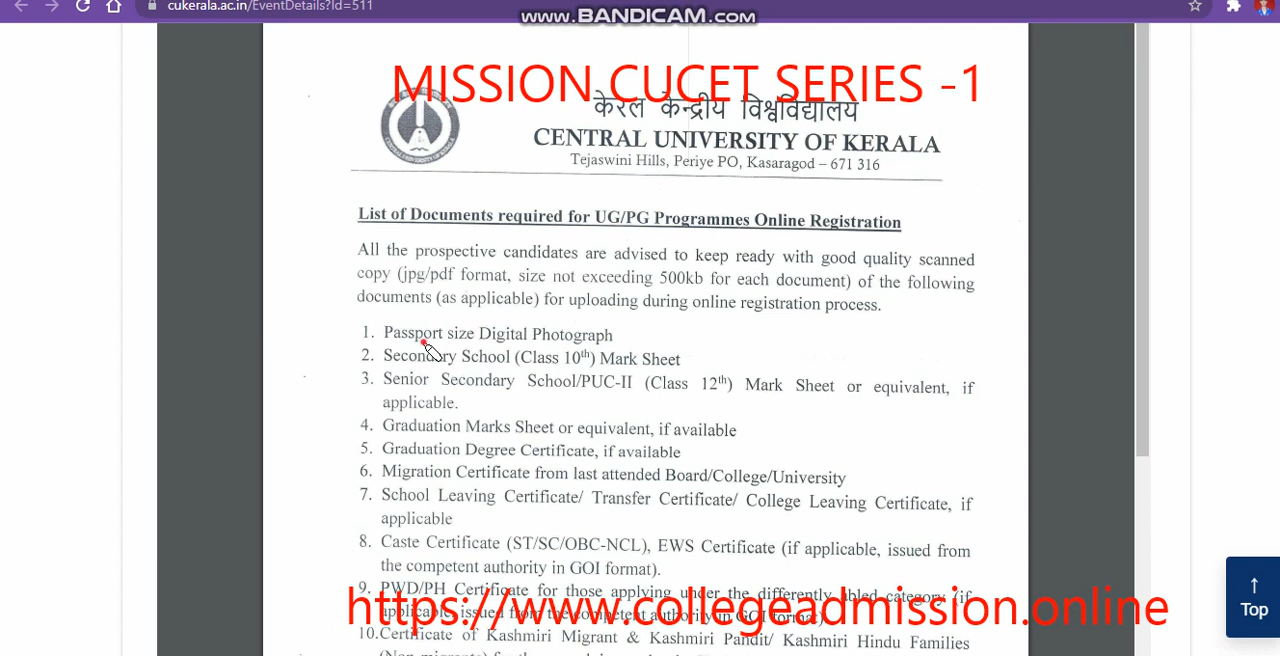 cukerala.ac.in/EventDetails?Id=511
www.BANDICAM.com
MISSION CUCET SERIES -1
केरल केन्द्रीय विश्वविद्यालय
CENTRAL UNIVERSITY OF KERALA
Tejaswini Hills, Periye PO, Kasaragod – 671 316
List of Documents required for UG/PG Programmes Online Registration
All the prospective candidates are advised to keep ready with good quality scanned
copy (jpg/pdf format, size not exceeding 500kb for each document) of the following
documents (as applicable) for uploading during online registration process.
1. Passport size Digital Photograph
2. Secondary School (Class 10th) Mark Sheet
3. Senior Secondary School/PUC-II (Class 12th) Mark Sheet or equivalent, if
applicable.
4. Graduation Marks Sheet or equivalent, if available
5. Graduation Degree Certificate, if available
6. Migration Certificate from last attended Board/College/University
7. School Leaving Certificate/ Transfer Certificate/ College Leaving Certificate, if
applicable
8. Caste Certificate (ST/SC/OBC-NCL), EWS Certificate (if applicable, issued from
the competent authority in GOI format).
9. PWD/PH Certificate for those applying under the differently abled category (if
applicable, issued from the competent authority in GOI format)
https://www.collegeadmission.online
10.Certificate of Kashmiri Migrant & Kashmiri Pandit/ Kashmiri Hindu Families
Top